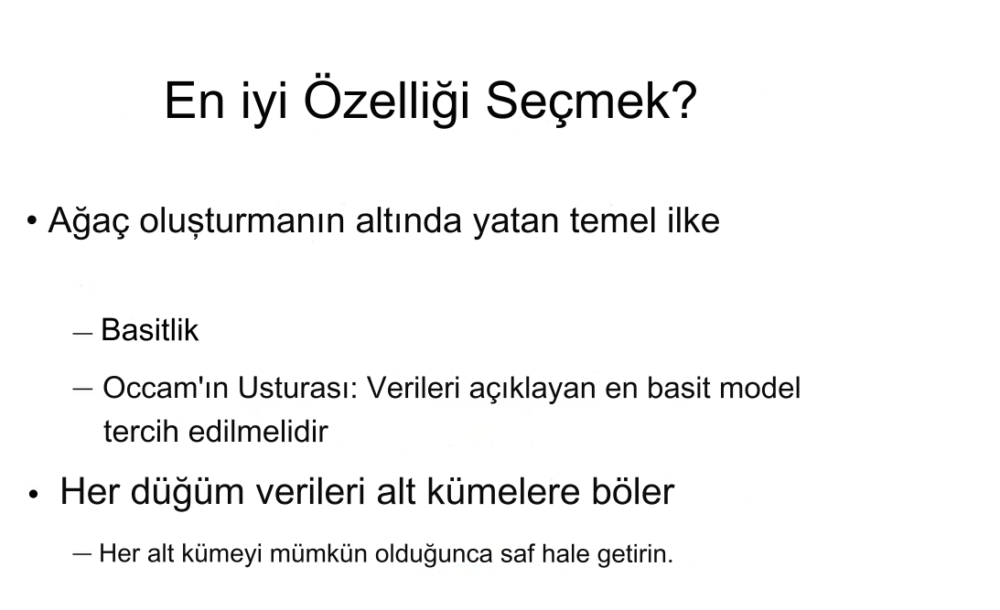 En iyi Özelliği Seçmek?
• Ağaç oluşturmanın altında yatan temel ilke
— Basitlik
— Occam'ın Usturası: Verileri açıklayan en basit model
tercih edilmelidir
• Her düğüm verileri alt kümelere böler
— Her alt kümeyi mümkün olduğunca saf hale getirin.